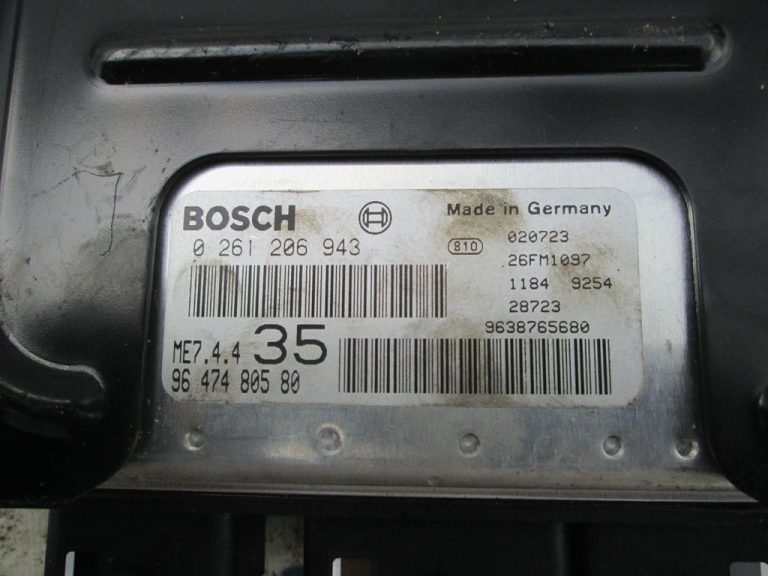 BOSCH
Made in Germany
0 261 206 943
810
020723
26FM1097
1184 9254
28723
9638765680
ME7.4.4 35
96 474 805 80